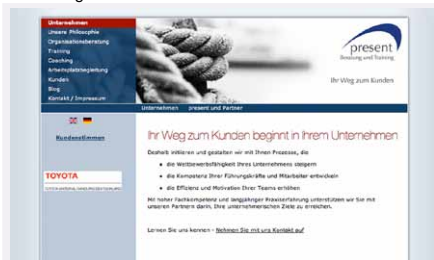 Unternehmen
Unsere Philosophie
Organisationsberatung
Training
Coaching
Arbeitsplatzbegleitung
Kunden
Blog
Kontakt / Impressum
present
Beratung und Training
Ihr Weg zum Kunden
Unternehmen present und Partner
Kundenstimmen
Ihr Weg zum Kunden beginnt in Ihrem Unternehmen
Deshalb initiieren und gestalten wir mit Ihnen Prozesse, die
• die Wettbewerbsfähigkeit Ihres Unternehmens steigern
• die Kompetenz Ihrer Führungskräfte und Mitarbeiter entwickeln
• die Effizienz und Motivation Ihrer Teams erhöhen
TOYOTA
Mit hoher Fachkompetenz und langjähriger Praxiserfahrung unterstützen wir Sie mit
unseren Partnern darin, Ihre unternehmerischen Ziele zu erreichen.
Lernen Sie uns kennen - Nehmen Sie mit uns Kontakt auf